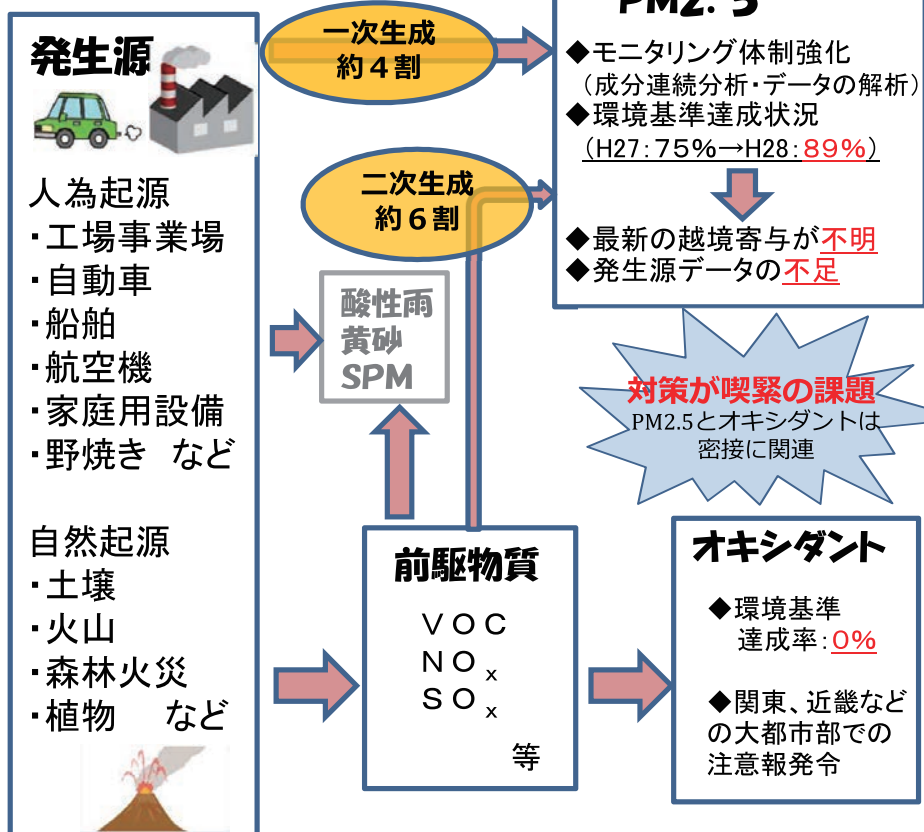 発生源
人為起源
・工場事業場
・自動車
・船舶
・航空機
・家庭用設備
・野焼き など
自然起源
・土壌
・火山
・森林火災
・植物 など
一次生成
約4割
二次生成
約6割
酸性雨
黄砂
SPM
前駆物質
VOC
NOx
SOx
等
PM2.5
◆モニタリング体制強化
(成分連続分析・データの解析)
◆環境基準達成状況
(H27:75%→H28:89%)
◆最新の越境寄与が不明
◆発生源データの不足
対策が喫緊の課題
PM2.5とオキシダントは
密接に関連
オキシダント
◆環境基準
達成率:0%
◆関東、近畿など
の大都市部での
注意報発令